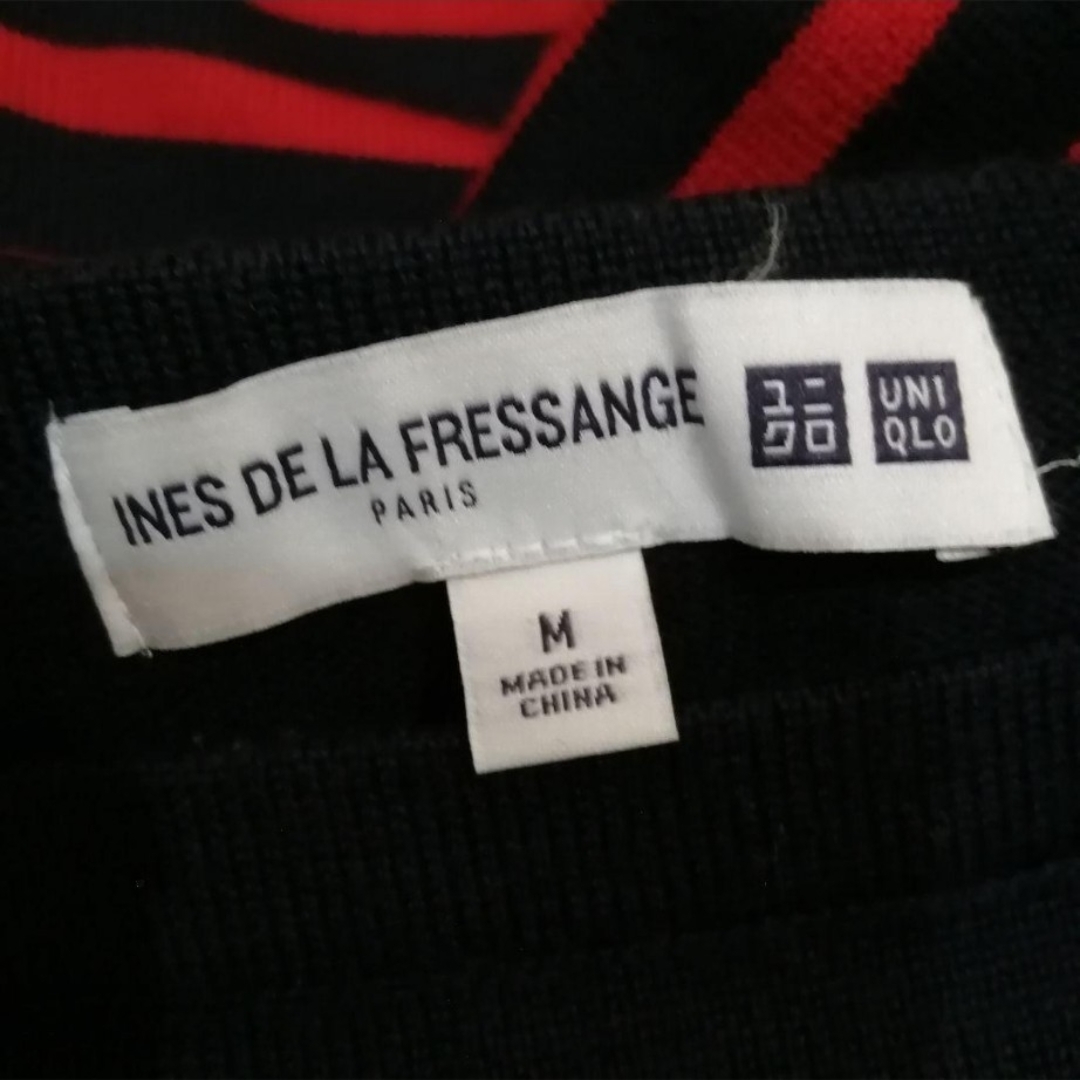 INES DE LA FRESSANGE
PARIS
ユニ
クロ
UNI
QLO
M
MADE IN
CHINA